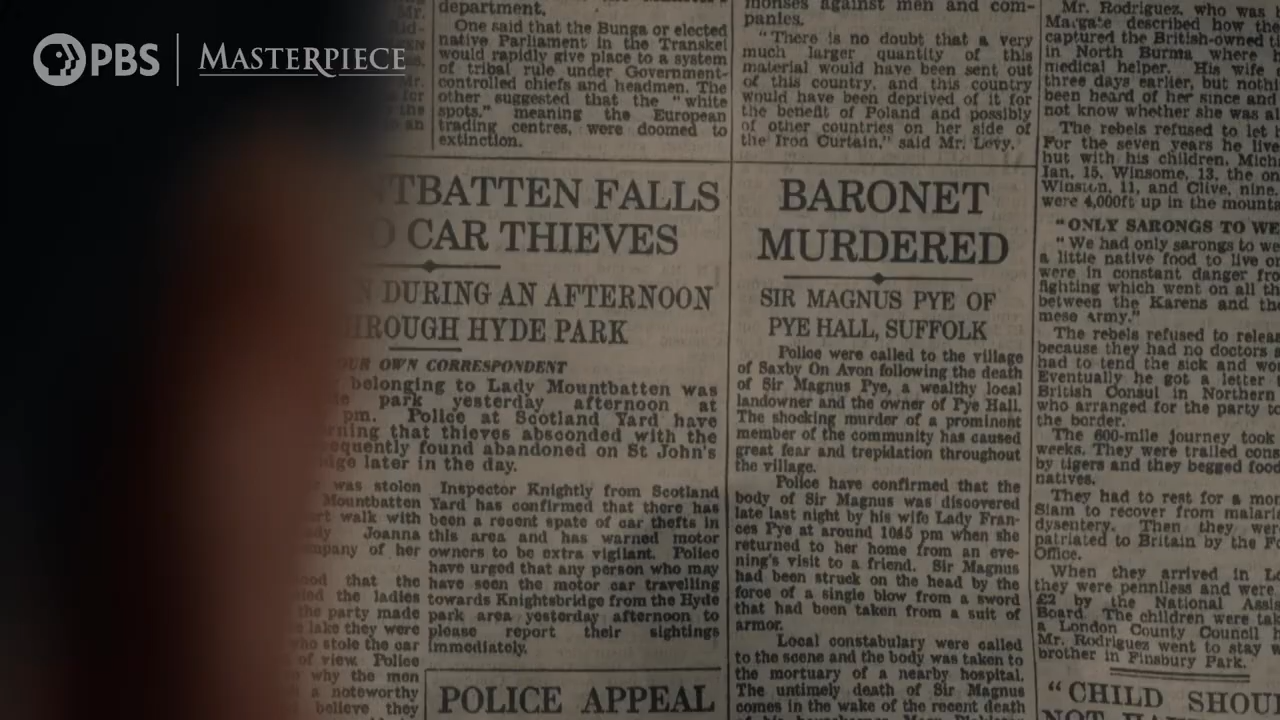 PBS
MASTERPIECE
department.
One said that the Bunga or elected
native Parliament in the Transkei
would rapidly give place to a system
of tribal rule under Government-
controlled chiefs and headmen. The
other suggested that the "white
spots," meaning the European
trading centres, were doomed to
extinction.
NTBATTEN FALLS
O CAR THIEVES
N DURING AN AFTERNOON
HROUGH HYDE PARK
OUR OWN CORRESPONDENT
belonging to Lady Mountbatten was
park yesterday afternoon at
pm. Police at Scotland Yard have
rning that thieves absconded with the
equently found abandoned on St John's
dge later in the day.
was stolen
Mountbatten
rt walk with
dy Joanna
mpany of her
ood that the
ied the ladies
the party made
lake they were
who stole the car
of view. Police
why the men
a noteworthy
believe they
Inspector Knightly from Scotland
Yard has confirmed that there has
been a recent spate of car thefts in
this area and has warned motor
owners to be extra vigilant. Police
have urged that any person who may
have seen the motor car travelling
towards Knightsbridge from the Hyde
park area yesterday afternoon to
please report their sightings
immediately.
POLICE APPEAL
monses against men and com-
panies.
"There is no doubt that a very
much larger quantity of this
material would have been sent out
of this country, and this country
would have been deprived of it for
the benefit of Poland and possibly
of other countries on her side of
the Iron Curtain," said Mr. Levy.
BARONET
MURDERED
SIR MAGNUS PYE OF
PYE HALL, SUFFOLK
Police were called to the village
of Saxby On Avon following the death
of Sir Magnus Pye, a wealthy local
landowner and the owner of Pye Hall.
The shocking murder of a prominent
member of the community has caused
great fear and trepidation throughout
the village.
Police have confirmed that the
body of Sir Magnus was discovered
late last night by his wife Lady Fran-
ces Pye at around 1045 pm when she
returned to her home from an eve-
ning's visit to a friend. Sir Magnus
had been struck on the head by the
force of a single blow from a sword
that had been taken from a suit of
armor.
Local constabulary were called
to the scene and the body was taken to
the mortuary of a nearby hospital.
The untimely death of Sir Magnus
comes in the wake of the recent death
Mr. Rodriguez, who was
Margate described how the
captured the British-owned t
in North Burma where h
medical helper. His wife
three days earlier, but nothi
been heard of her since and
not know whether she was al
The rebels refused to let
For the seven years he live
hut with his children, Mich
Ian, 15, Winsome, 13, the on
Winston, 11, and Clive, nine.
were 4,000ft up in the mounta
"ONLY SARONGS TO WE
"We had only sarongs to we
a little native food to live on
were in constant danger fro
fighting which went on all th
between the Karens and the
mese Army."
The rebels refused to relea
because they had no doctors
had to tend the sick and wou
Eventually he got a letter
British Consul in Northern
who arranged for the party to
the border.
The 600-mile journey took
weeks. They were trailed cons
by tigers and they begged food
natives.
They had to rest for a mon
Siam to recover from malaria
dysentery. Then they wer
patriated to Britain by the Fo
Office.
When they arrived in Lo
they were penniless and were
£2 by the National Assis
Board. The children were tak
a London County Council h
Mr. Rodriguez went to stay w
brother in Finsbury Park.
"CHILD SHOU